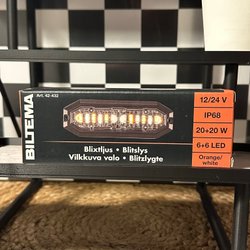 BILTEMA
Art. 42-432
Blixtljus • Blitslys
Vilkkuva valo • Blitzlygte
12/24 V
IP68
20+20 W
6+6 LED
Orange/
white